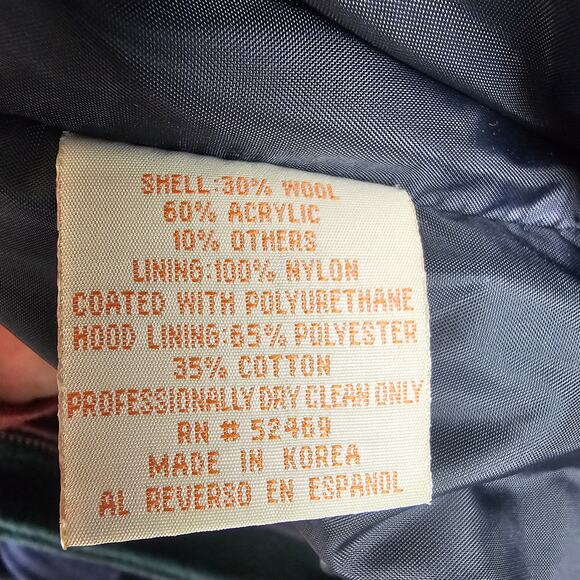 SHELL:30% WOOL
60% ACRYLIC
10% OTHERS
LINING:100% NYLON
COATED WITH POLYURETHANE
HOOD LINING:65% POLYESTER
35% COTTON
PROFESSIONALLY DRY CLEAN ONLY
RN # 52469
MADE IN KOREA
AL REVERSO EN ESPANOL